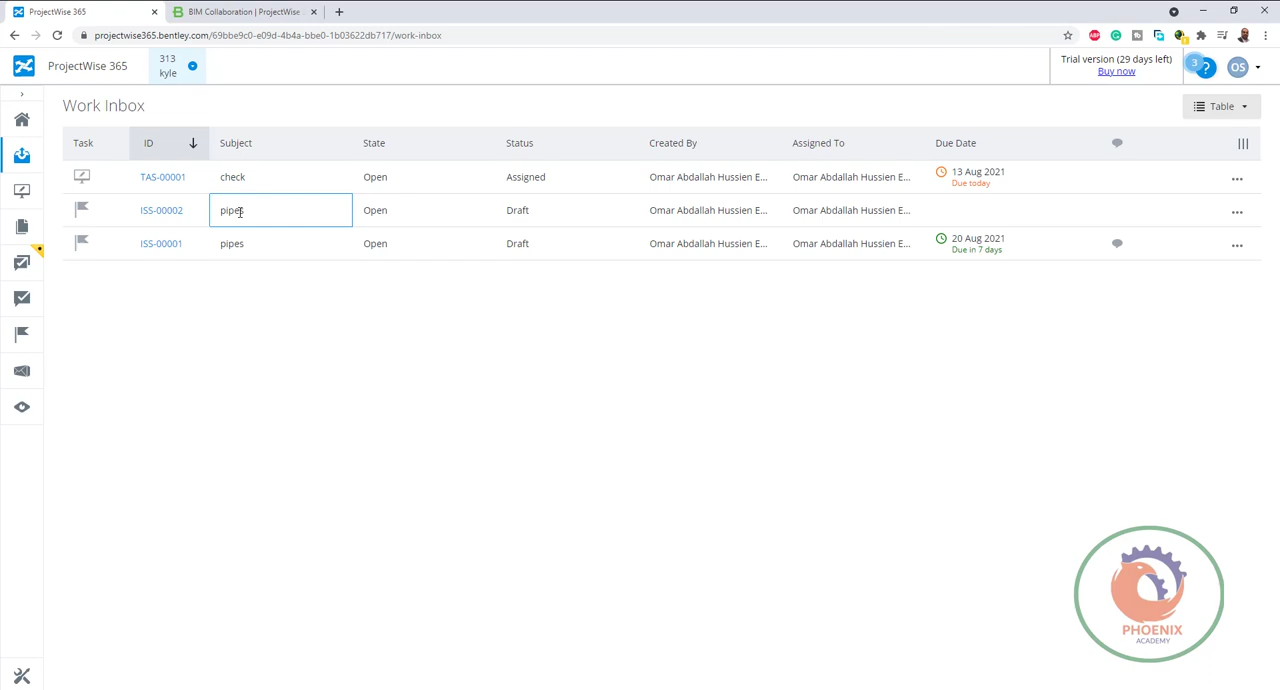 ProjectWise 365
BIM Collaboration | ProjectWise
projectwise365.bentley.com/69bbe9c0-e09d-4b4a-bbe0-1b03622db717/work-inbox
ABP
ProjectWise 365
313
kyle
Trial version (29 days left)
Buy now
3
?
OS
Work Inbox
Table
Task ID Subject State Status Created By Assigned To Due Date
TAS-00001 check Open Assigned Omar Abdallah Hussien E... Omar Abdallah Hussien E... 13 Aug 2021
Due today
ISS-00002 pipes Open Draft Omar Abdallah Hussien E... Omar Abdallah Hussien E...
ISS-00001 pipes Open Draft Omar Abdallah Hussien E... Omar Abdallah Hussien E... 20 Aug 2021
Due in 7 days
PHOENIX
ACADEMY